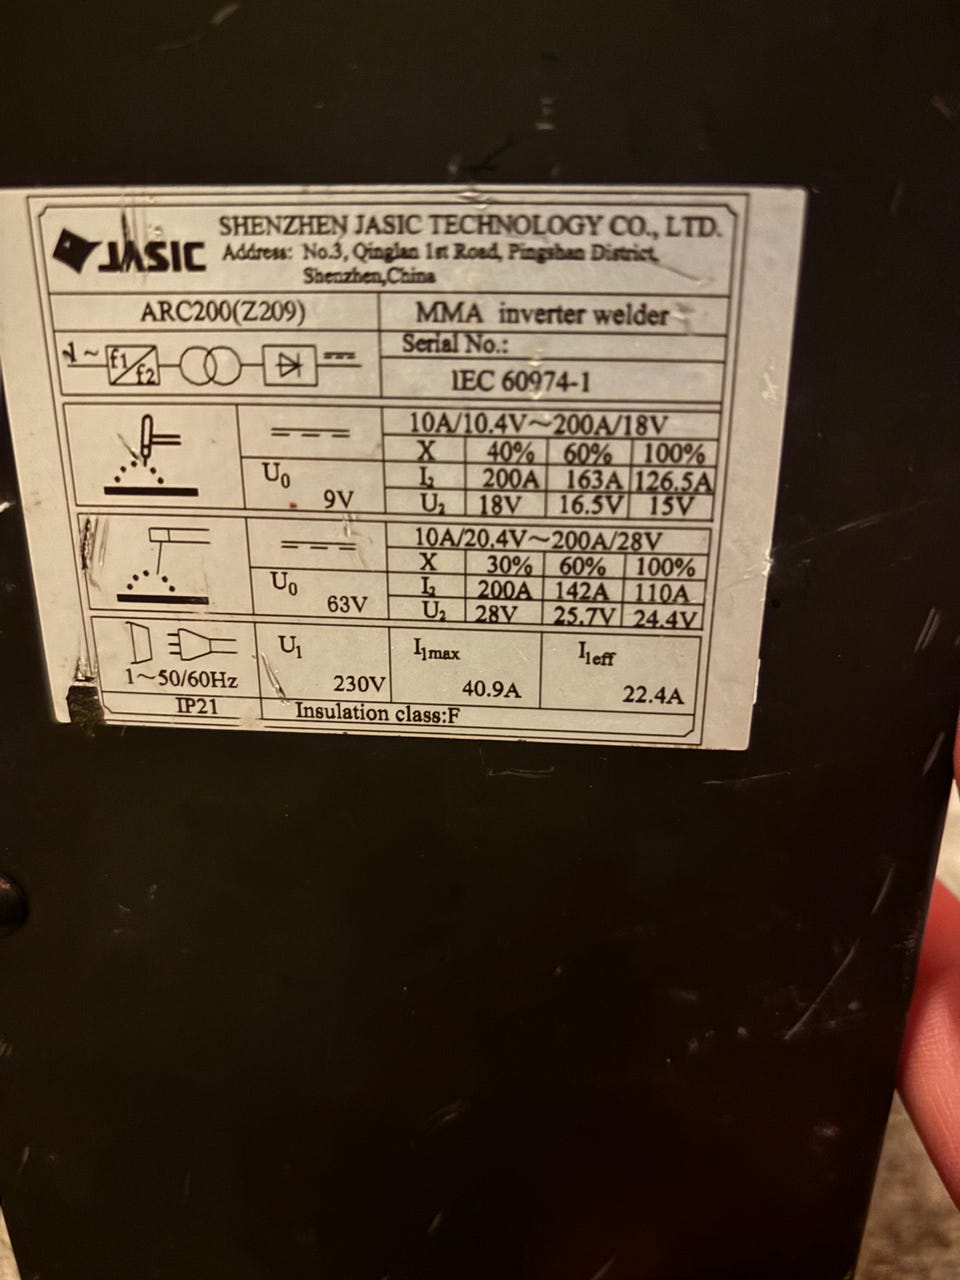 JASIC
SHENZHEN JASIC TECHNOLOGY CO., LTD.
Address: No.3, Qinglan 1st Road, Pingshan District,
Shenzhen,China
ARC200(Z209)
MMA inverter welder
1~
f1
f2
Serial No.:
IEC 60974-1
10A/10.4V~200A/18V
X 40% 60% 100%
U0
9V
I2 200A 163A 126.5A
U2 18V 16.5V 15V
10A/20.4V~200A/28V
X 30% 60% 100%
U0
63V
I2 200A 142A 110A
U2 28V 25.7V 24.4V
1~50/60Hz
U1
230V
I1max
40.9A
I1eff
22.4A
IP21
Insulation class:F